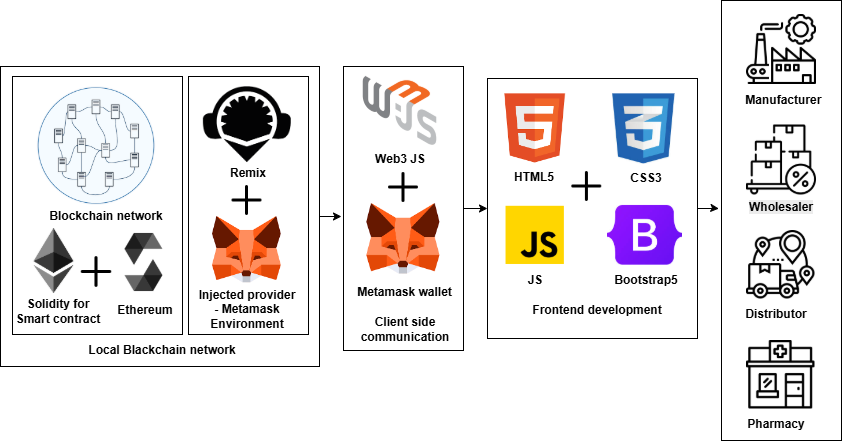 Blockchain network
Solidity for
Smart contract
Ethereum
Remix
Injected provider
- Metamask
Environment
Local Blackchain network
Web3 JS
Metamask wallet
Client side
communication
HTML5
CSS3
JS
JS
B
Bootstrap5
Frontend development
Manufacturer
Wholesaler
Distributor
Pharmacy